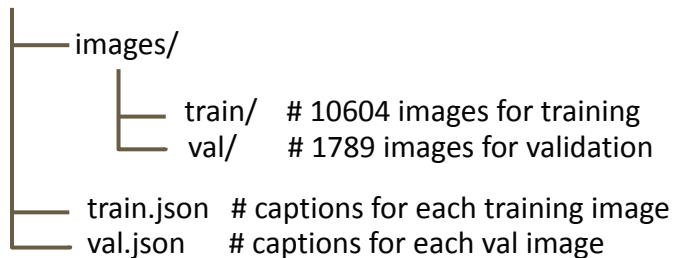 images/
train/ # 10604 images for training
val/ # 1789 images for validation
train.json # captions for each training image
val.json # captions for each val image